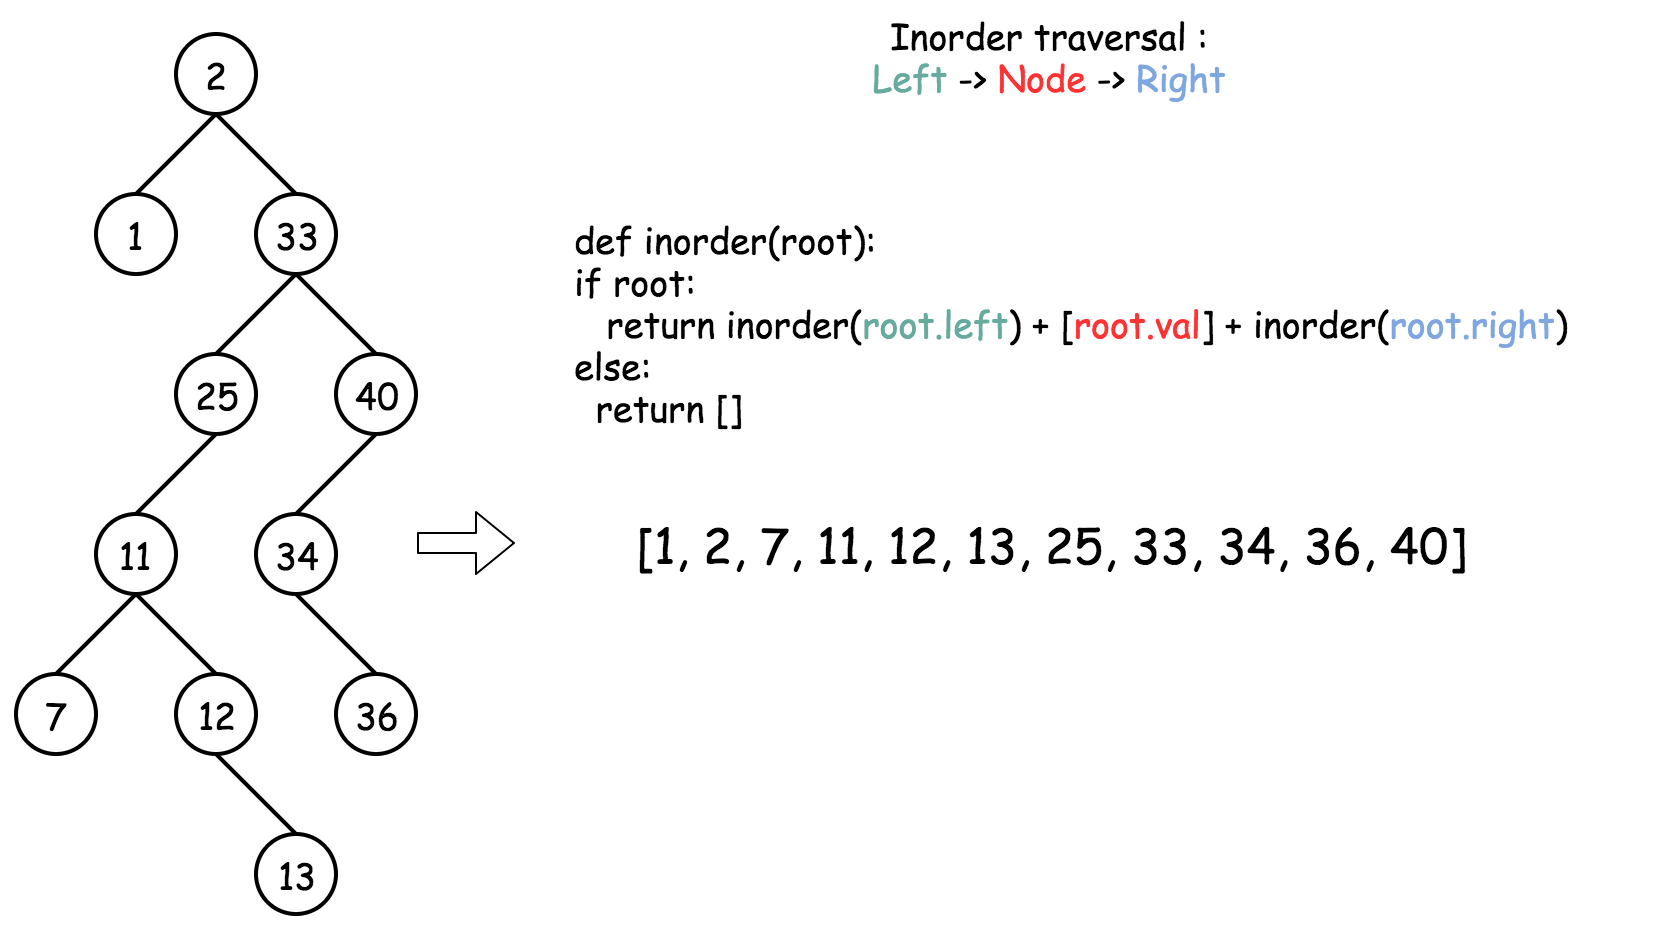 Inorder traversal :
Left -> Node -> Right
2
1
33
def inorder(root):
if root:
return inorder(root.left) + [root.val] + inorder(root.right)
else:
return []
25
40
11
34
[1, 2, 7, 11, 12, 13, 25, 33, 34, 36, 40]
7
12
36
13